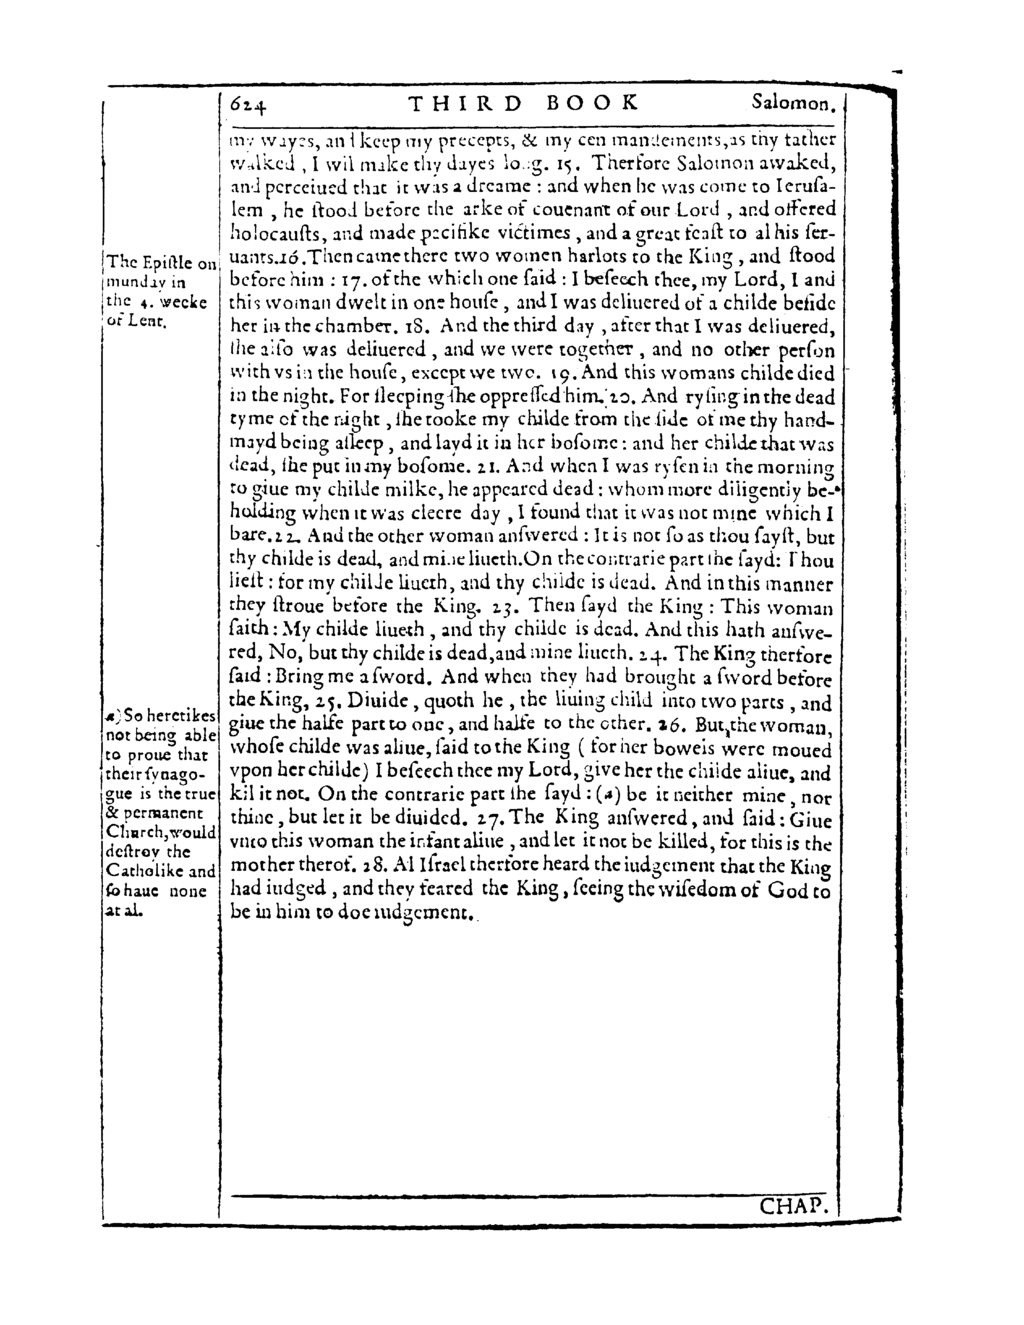 624 THIRD BOOK Salomon.
my wayes, and keep my precepts, & my cõmandements, as thy father
walked , I wil make thy dayes long. 15. Therfore Salomon awaked,
and perceiued that it was a dreame : and when he was come to Ieruſa-
lem , he ſtood before the arke of couenant of our Lord , and offered
holocauſts, and made pacifike victimes , and a great feaſt to al his ſer-
uants.16.Then came there two women harlots to the King , and ſtood
before him : 17. of the which one ſaid : I beſeech thee, my Lord, I and
this woman dwelt in one houſe , and I was deliuered of a childe beſide
her in the chamber. 18. And the third day , after that I was deliuered,
ſhe alſo was deliuered , and we were together , and no other perſon
with vs in the houſe, except we two. 19. And this womans childe died
in the night. For ſleeping ſhe oppreſſed him. 20. And ryſing in the dead
tyme of the night , ſhe tooke my childe from the ſide of me thy hand-
mayd being aſleep , and layd it in her boſome : and her childe that was
dead, ſhe put in my boſome. 21. And when I was ryſen in the morning
to giue my childe milke, he appeared dead : whom more diligently be-
holding when it was cleere day , I found that it was not mine which I
bare.22. And the other woman anſwered : It is not ſo as thou ſayſt, but
thy childe is dead, and mine liueth.On the contrarie part ſhe ſayd: Thou
lieſt : for my childe liueth, and thy childe is dead. And in this manner
they ſtroue before the King. 23. Then ſayd the King : This woman
ſaith : My childe liueth , and thy childe is dead. And this hath anſwe-
red, No, but thy childe is dead,and mine liueth. 24. The King therfore
ſaid : Bring me a ſword. And when they had brought a ſword before
the King, 25. Diuide , quoth he , the liuing child into two parts , and
giue the halfe part to one , and halfe to the other. 26. But the woman,
whoſe childe was aliue, ſaid to the King ( for her bowels were moued
vpon her childe) I beſeech thee my Lord, give her the childe aliue, and
kil it not. On the contrarie part ſhe ſayd : (a) be it neither mine , nor
thine , but let it be diuided. 27. The King anſwered, and ſaid : Giue
vnto this woman the infant aliue , and let it not be killed, for this is the
mother therof. 28. Al Iſrael therfore heard the iudgement that the King
had iudged , and they feared the King, ſeeing the wiſedom of God to
be in him to doe iudgement.
The Epiſtle on
munday in
the 4. weeke
of Lent.
a) So heretikes
not being able
to proue that
their ſynago-
gue is the true
& permanent
Church, would
deſtroy the
Catholike and
ſo haue none
at al.
CHAP.